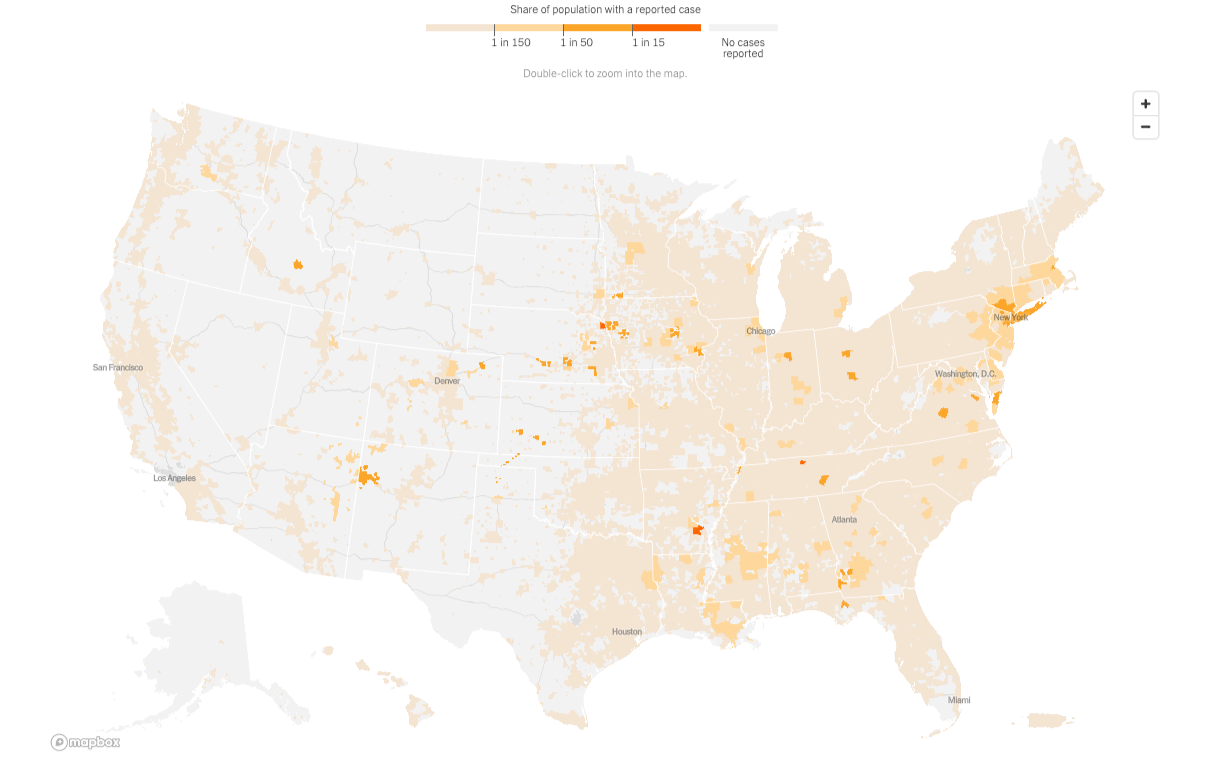 Share of population with a reported case
1 in 150
1 in 50
1 in 15
No cases
reported
Double-click to zoom into the map.
+
−
New York
Chicago
San Francisco
Denver
Washington, D.C.
Los Angeles
Atlanta
Houston
Miami
mapbox